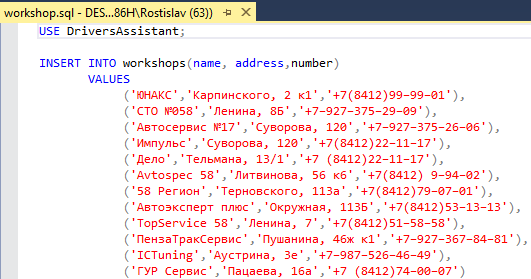 workshop.sql - DES...86H\Rostislav (63))
USE DriversAssistant;
INSERT INTO workshops(name, address,number)
VALUES
('ЮНАКС','Карпинского, 2 к1','+7(8412)99-99-01'),
('СТО №058','Ленина, 8Б','+7-927-375-29-09'),
('Автосервис №17','Суворова, 120','+7-927-375-26-06'),
('Импульс','Суворова, 120','+7(8412)22-11-17'),
('Дело','Тельмана, 13/1','+7 (8412)22-11-17'),
('Avtospec 58','Литвинова, 56 к6','+7(8412) 9-94-02'),
('58 Регион','Терновского, 113а','+7(8412)79-07-01'),
('Автоэксперт плюс','Окружная, 113Б','+7(8412)53-13-13'),
('TopService 58','Ленина, 7','+7(8412)51-58-58'),
('ПензаТракСервис','Пушанина, 46ж к1','+7-927-367-84-81'),
('ICTuning','Аустрина, 3е','+7-987-526-46-49'),
('ГУР Сервис','Пацаева, 16а','+7 (8412)74-00-07')